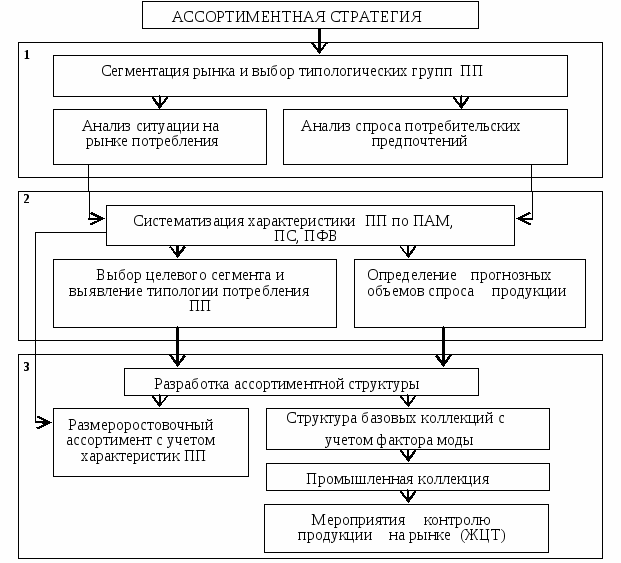 АССОРТИМЕНТНАЯ СТРАТЕГИЯ
1
Сегментация рынка и выбор типологических групп ПП
Анализ ситуации на
рынке потребления
Анализ спроса потребительских
предпочтений
2
Систематизация характеристики ПП по ПАМ,
ПС, ПФВ
Выбор целевого сегмента и
выявление типологии потребления
ПП
Определение прогнозных
объемов спроса продукции
3
Разработка ассортиментной структуры
Размероростовочный
ассортимент с учетом
характеристик ПП
Структура базовых коллекций с
учетом фактора моды
Промышленная коллекция
Мероприятия контролю
продукции на рынке (ЖЦТ)